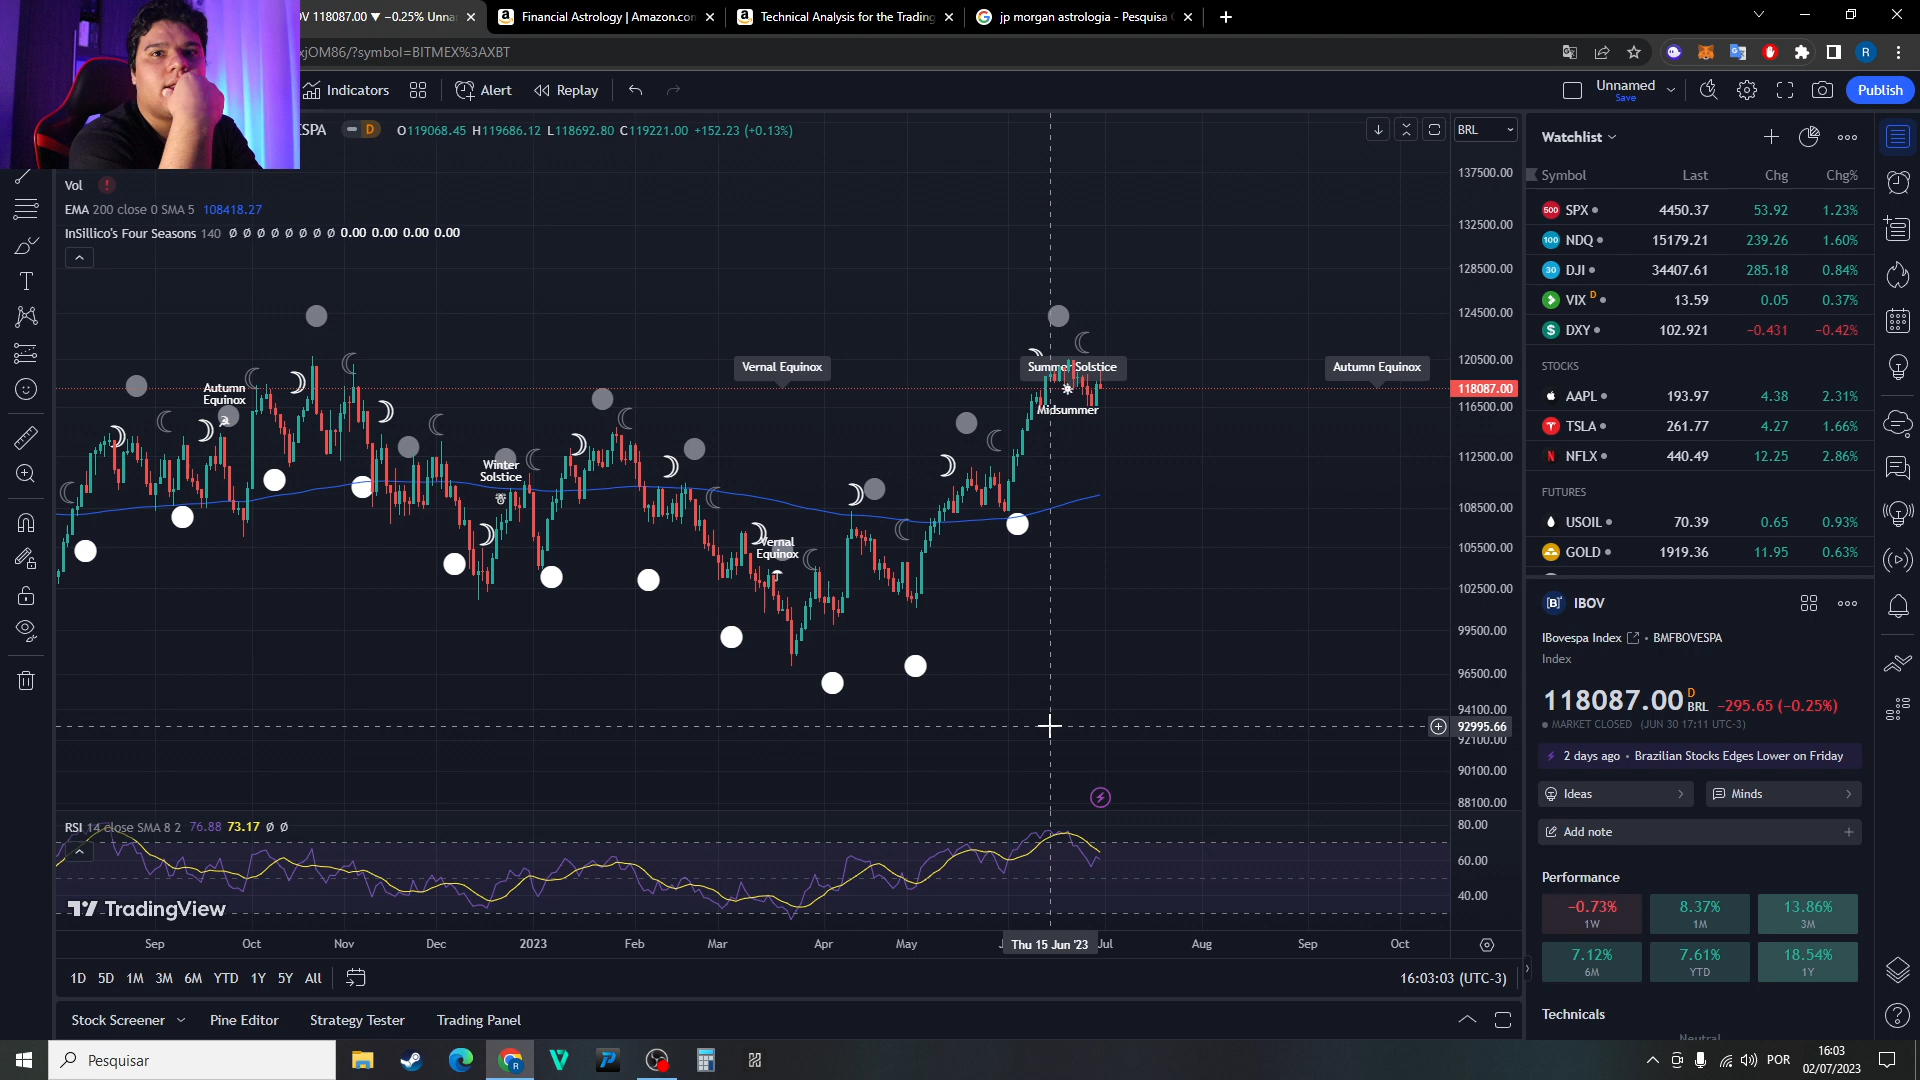 OV 118087.00 ▼ −0.25% Unna
Financial Astrology | Amazon.con
Technical Analysis for the Trading
jp morgan astrologia - Pesquisa
xjOM86/?symbol=BITMEX%3AXBT
Indicators
Alert
Replay
Unnamed
Save
Publish
ESPA
D
O119068.45 H119686.12 L118692.80 C119221.00 +152.23 (+0.13%)
BRL
Vol
EMA 200 close 0 SMA 5 108418.27
InSillico's Four Seasons 140 Ø Ø Ø Ø Ø Ø Ø Ø 0.00 0.00 0.00 0.00
137500.00
132500.00
128500.00
124500.00
120500.00
118087.00
116500.00
112500.00
108500.00
105500.00
102500.00
99500.00
96500.00
94100.00
92995.66
92100.00
90100.00
88100.00
Autumn
Equinox
Winter
Solstice
Vernal Equinox
Vernal
Equinox
Summer Solstice
Midsummer
Autumn Equinox
RSI 14 close SMA 8 2 76.88 73.17 Ø Ø
80.00
60.00
40.00
TradingView
Sep
Oct
Nov
Dec
2023
Feb
Mar
Apr
May
Thu 15 Jun '23
Jul
Aug
Sep
Oct
1D 5D 1M 3M 6M YTD 1Y 5Y All
16:03:03 (UTC-3)
Stock Screener
Pine Editor
Strategy Tester
Trading Panel
Watchlist
Symbol Last Chg Chg%
500 SPX 4450.37 53.92 1.23%
100 NDQ 15179.21 239.26 1.60%
30 DJI 34407.61 285.18 0.84%
VIX D 13.59 0.05 0.37%
DXY 102.921 −0.431 −0.42%
STOCKS
AAPL 193.97 4.38 2.31%
TSLA 261.77 4.27 1.66%
NFLX 440.49 12.25 2.86%
FUTURES
USOIL 70.39 0.65 0.93%
GOLD 1919.36 11.95 0.63%
IBOV
IBovespa Index • BMFBOVESPA
Index
118087.00 D BRL −295.65 (−0.25%)
MARKET CLOSED (JUN 30 17:11 UTC-3)
2 days ago • Brazilian Stocks Edges Lower on Friday
Ideas
Minds
Add note
Performance
−0.73%
1W
8.37%
1M
13.86%
3M
7.12%
6M
7.61%
YTD
18.54%
1Y
Technicals
Neutral
Pesquisar
POR
16:03
02/07/2023